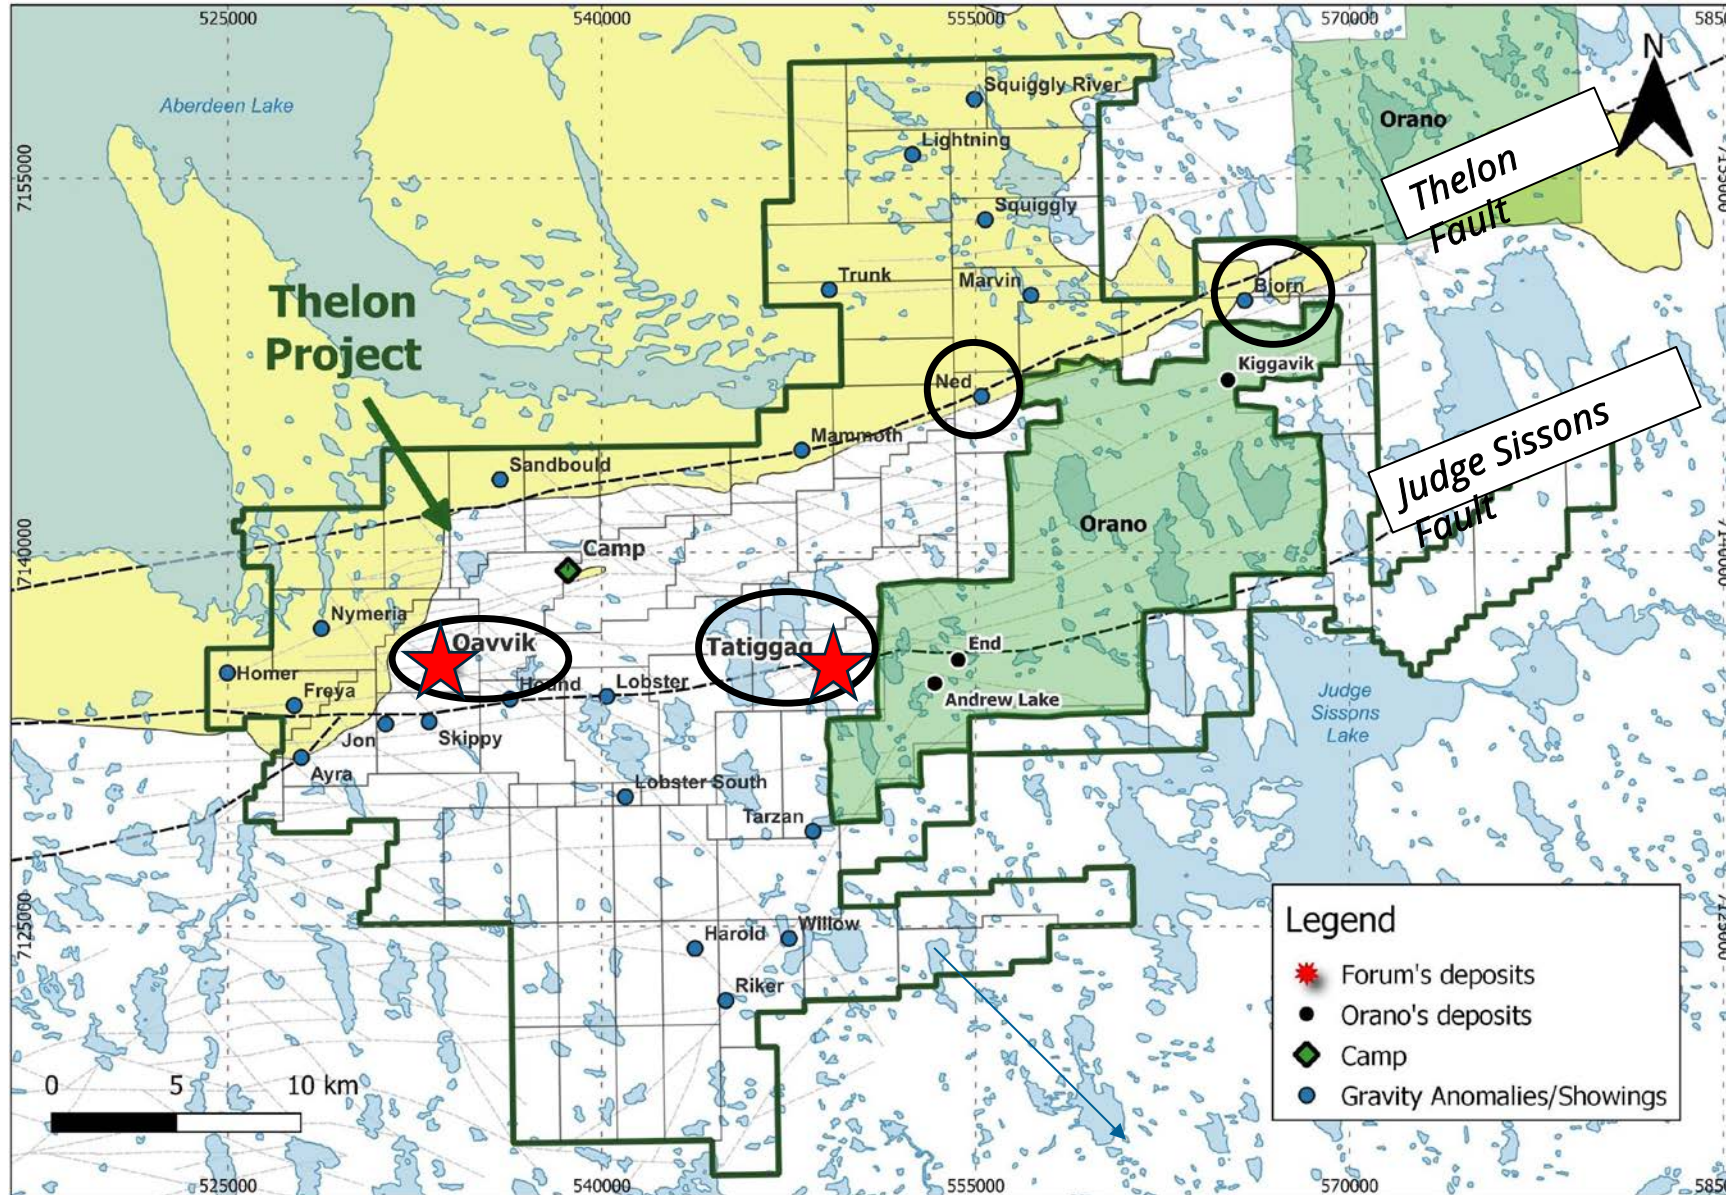 525000
540000
555000
570000
585
N
Aberdeen Lake
Squiggly River
Orano
Lightning
Thelon
Fault
7155000
Squiggly
Trunk
Marvin
Bjorn
Thelon
Project
Kiggavik
Ned
Judge Sissons
Fault
Mammoth
Sandbould
Orano
7140000
Camp
Nymeria
Qavvik
Tatiggaq
End
Homer
Freya
Hound
Lobster
Andrew Lake
Judge
Sissons
Lake
Jon
Skippy
Ayra
Lobster South
Tarzan
7125000
Harold
Willow
Riker
Legend
Forum's deposits
Orano's deposits
Camp
Gravity Anomalies/Showings
0
5
10 km
525000
540000
555000
570000
585